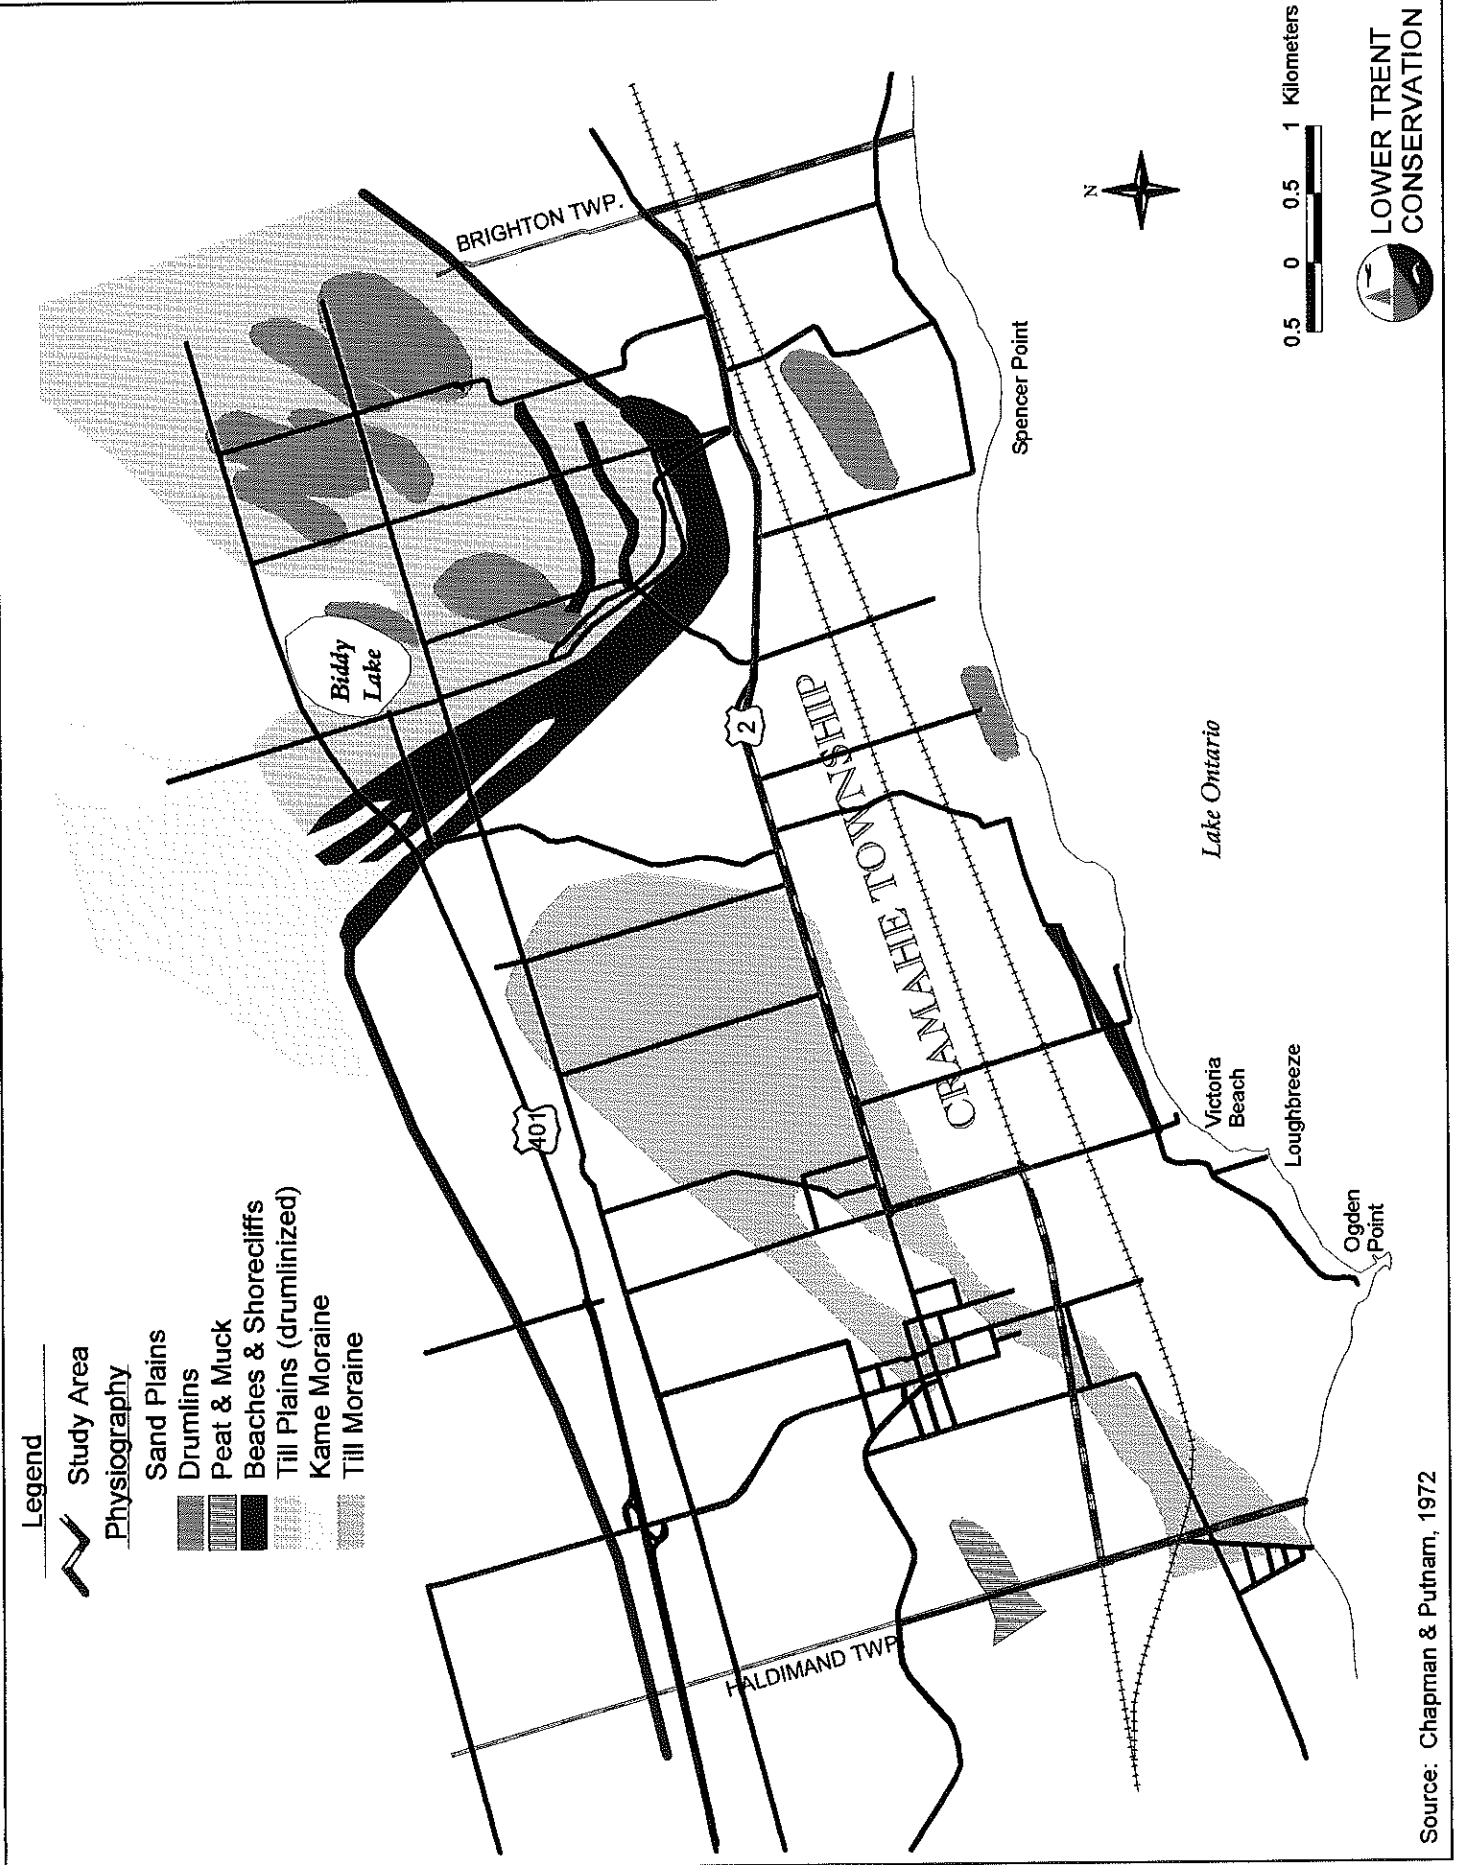 Legend
Study Area
Physiography
Sand Plains
Drumlins
Peat & Muck
Beaches & Shorecliffs
Till Plains (drumlinized)
Kame Moraine
Till Moraine
BRIGHTON TWP.
Biddy
Lake
401
2
CRAMAHE TOWNSHIP
HALDIMAND TWP.
Spencer Point
Lake Ontario
Victoria
Beach
Loughbreeze
Ogden
Point
N
0.5 0 0.5 1 Kilometers
LOWER TRENT
CONSERVATION
Source: Chapman & Putnam, 1972